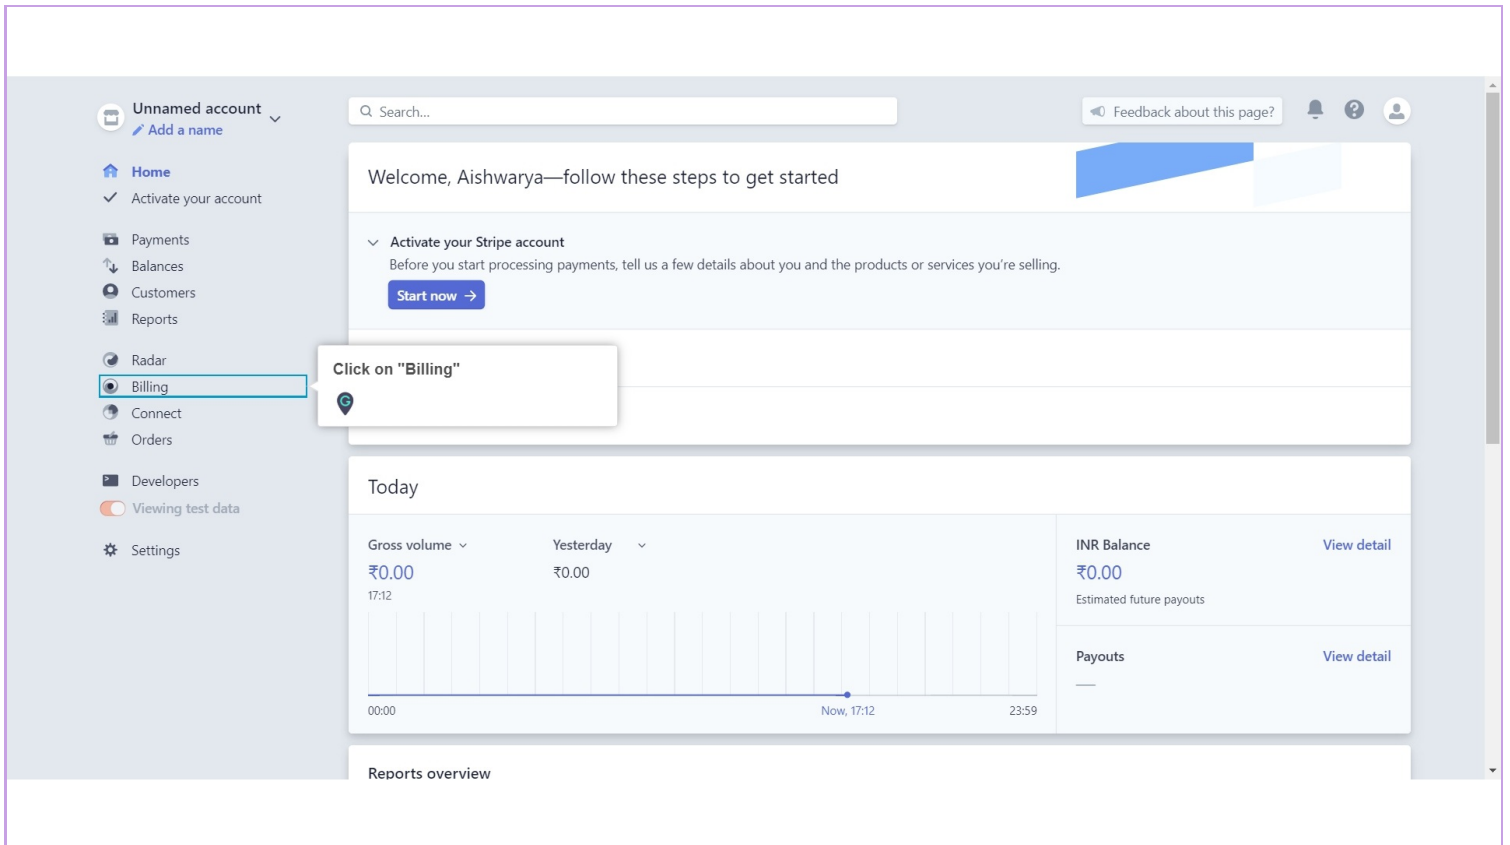 Unnamed account
Add a name
Search...
Feedback about this page?
Home
Activate your account
Payments
Balances
Customers
Reports
Radar
Billing
Connect
Orders
Developers
Viewing test data
Settings
Welcome, Aishwarya—follow these steps to get started
Activate your Stripe account
Before you start processing payments, tell us a few details about you and the products or services you're selling.
Start now →
Click on "Billing"
Today
Gross volume
₹0.00
17:12
Yesterday
₹0.00
00:00
Now, 17:12
23:59
INR Balance
View detail
₹0.00
Estimated future payouts
Payouts
View detail
—
Reports overview